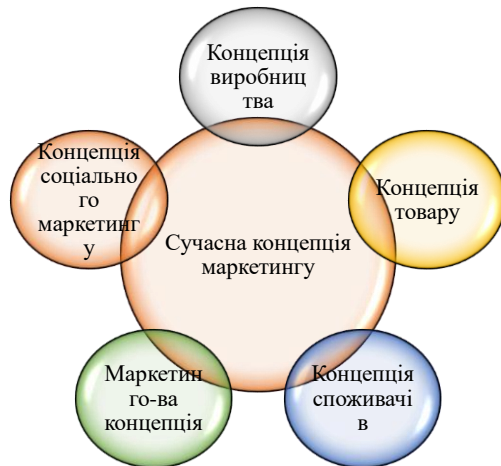 Концепція
виробниц
тва
Концепція
товару
Концепція
споживачі
в
Маркетин
го-ва
концепція
Концепція
соціально
го
маркетинг
у
Сучасна концепція
маркетингу